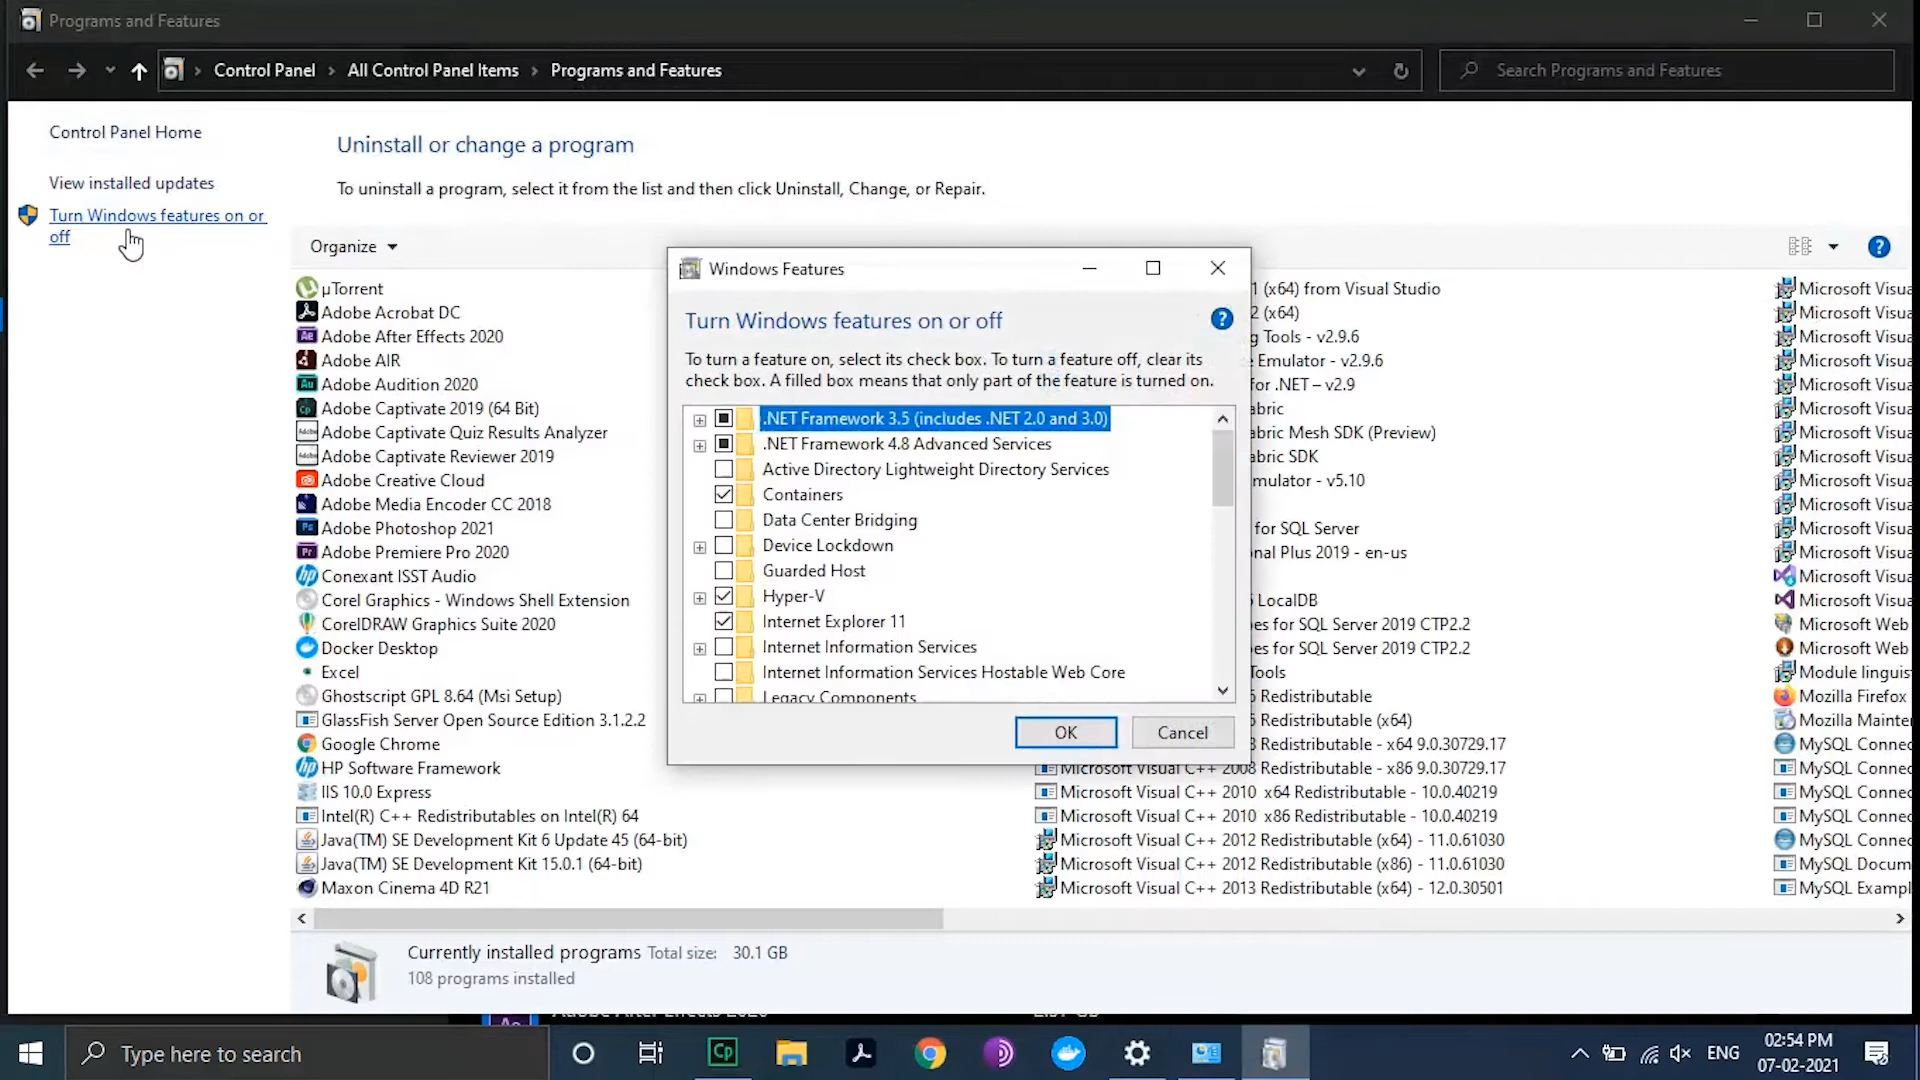 Programs and Features
Control Panel
All Control Panel Items
Programs and Features
Search Programs and Features
Control Panel Home
View installed updates
Turn Windows features on or
off
Uninstall or change a program
To uninstall a program, select it from the list and then click Uninstall, Change, or Repair.
Organize
µTorrent
Adobe Acrobat DC
Adobe After Effects 2020
Adobe AIR
Adobe Audition 2020
Adobe Captivate 2019 (64 Bit)
Adobe Captivate Quiz Results Analyzer
Adobe Captivate Reviewer 2019
Adobe Creative Cloud
Adobe Media Encoder CC 2018
Adobe Photoshop 2021
Adobe Premiere Pro 2020
Conexant ISST Audio
Corel Graphics - Windows Shell Extension
CorelDRAW Graphics Suite 2020
Docker Desktop
Excel
Ghostscript GPL 8.64 (Msi Setup)
GlassFish Server Open Source Edition 3.1.2.2
Google Chrome
HP Software Framework
IIS 10.0 Express
Intel(R) C++ Redistributables on Intel(R) 64
Java(TM) SE Development Kit 6 Update 45 (64-bit)
Java(TM) SE Development Kit 15.0.1 (64-bit)
Maxon Cinema 4D R21
Windows Features
Turn Windows features on or off
To turn a feature on, select its check box. To turn a feature off, clear its
check box. A filled box means that only part of the feature is turned on.
.NET Framework 3.5 (includes .NET 2.0 and 3.0)
.NET Framework 4.8 Advanced Services
Active Directory Lightweight Directory Services
Containers
Data Center Bridging
Device Lockdown
Guarded Host
Hyper-V
Internet Explorer 11
Internet Information Services
Internet Information Services Hostable Web Core
Legacy Components
OK
Cancel
1 (x64) from Visual Studio
2 (x64)
g Tools - v2.9.6
Emulator - v2.9.6
for .NET – v2.9
abric
abric Mesh SDK (Preview)
abric SDK
mulator - v5.10
for SQL Server
onal Plus 2019 - en-us
LocalDB
es for SQL Server 2019 CTP2.2
es for SQL Server 2019 CTP2.2
Tools
Redistributable
Redistributable (x64)
Redistributable - x64 9.0.30729.17
Microsoft Visual C++ 2008 Redistributable - x86 9.0.30729.17
Microsoft Visual C++ 2010 x64 Redistributable - 10.0.40219
Microsoft Visual C++ 2010 x86 Redistributable - 10.0.40219
Microsoft Visual C++ 2012 Redistributable (x64) - 11.0.61030
Microsoft Visual C++ 2012 Redistributable (x86) - 11.0.61030
Microsoft Visual C++ 2013 Redistributable (x64) - 12.0.30501
Microsoft Visua
Microsoft Visua
Microsoft Visua
Microsoft Visua
Microsoft Visua
Microsoft Visua
Microsoft Visua
Microsoft Visua
Microsoft Visua
Microsoft Visua
Microsoft Visua
Microsoft Visua
Microsoft Visua
Microsoft Visua
Microsoft Web
Microsoft Web
Module linguist
Mozilla Firefox
Mozilla Mainter
MySQL Connec
MySQL Connec
MySQL Connec
MySQL Connec
MySQL Connec
MySQL Docum
MySQL Exampl
Currently installed programs Total size: 30.1 GB
108 programs installed
Type here to search
ENG
02:54 PM
07-02-2021